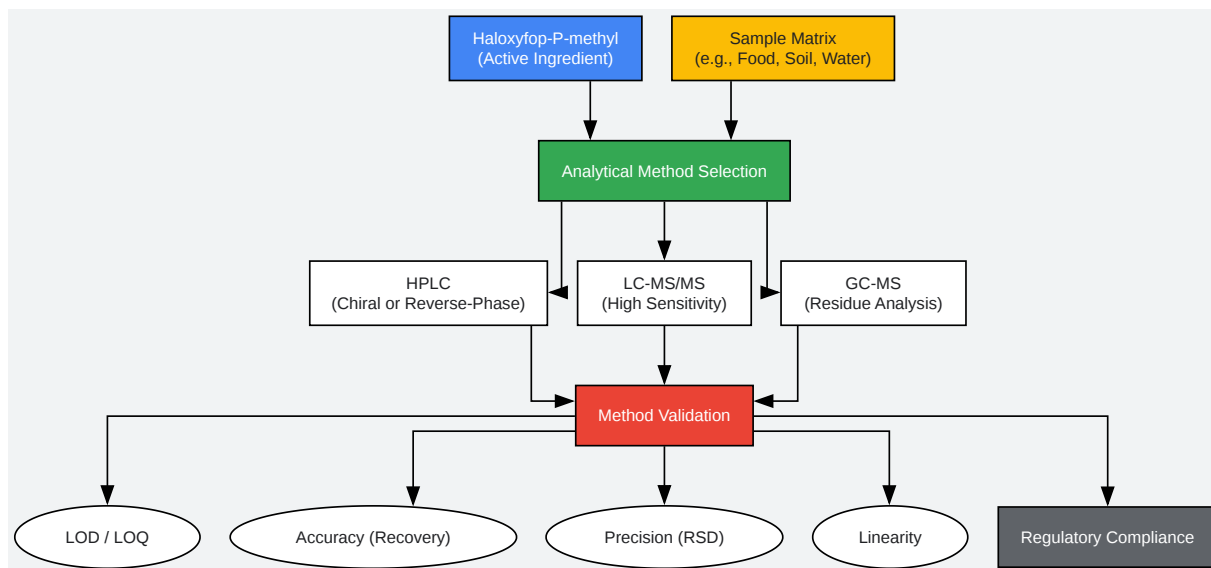 Haloxyfop-P-methyl
(Active Ingredient)
Sample Matrix
(e.g., Food, Soil, Water)
Analytical Method Selection
HPLC
(Chiral or Reverse-Phase)
LC-MS/MS
(High Sensitivity)
GC-MS
(Residue Analysis)
Method Validation
LOD / LOQ
Accuracy (Recovery)
Precision (RSD)
Linearity
Regulatory Compliance